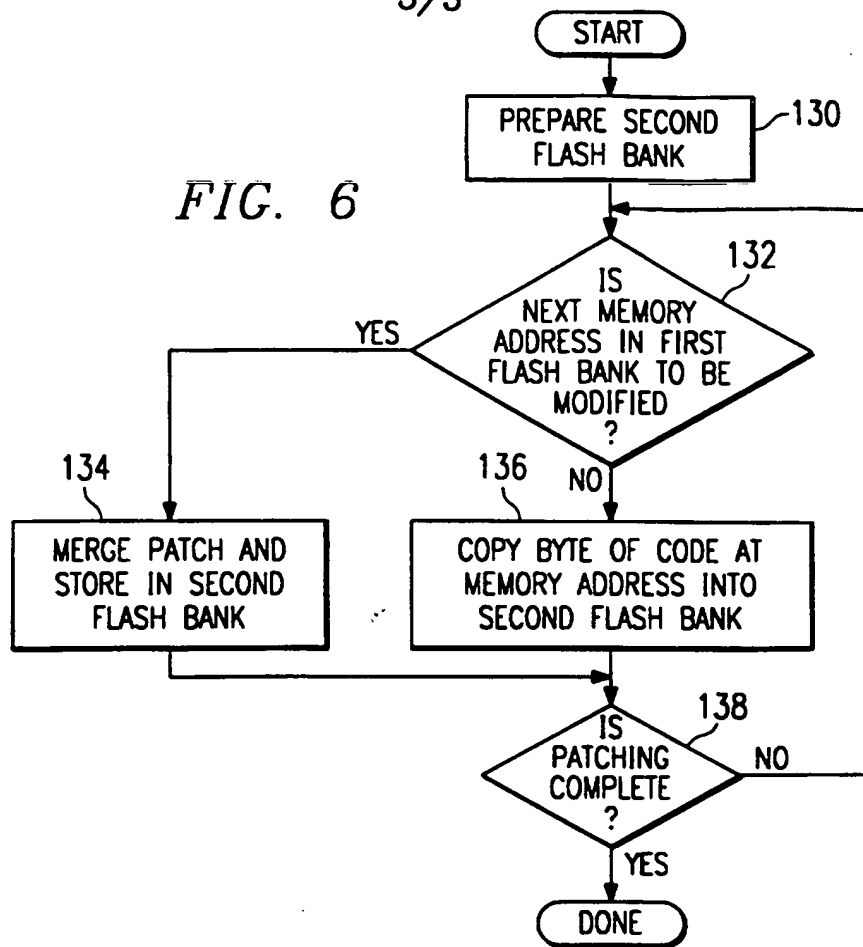 3/3
START
PREPARE SECOND
FLASH BANK
130
FIG. 6
IS
NEXT MEMORY
ADDRESS IN FIRST
FLASH BANK TO BE
MODIFIED
?
132
YES
NO
134
MERGE PATCH AND
STORE IN SECOND
FLASH BANK
136
COPY BYTE OF CODE AT
MEMORY ADDRESS INTO
SECOND FLASH BANK
IS
PATCHING
COMPLETE
?
138
NO
YES
DONE